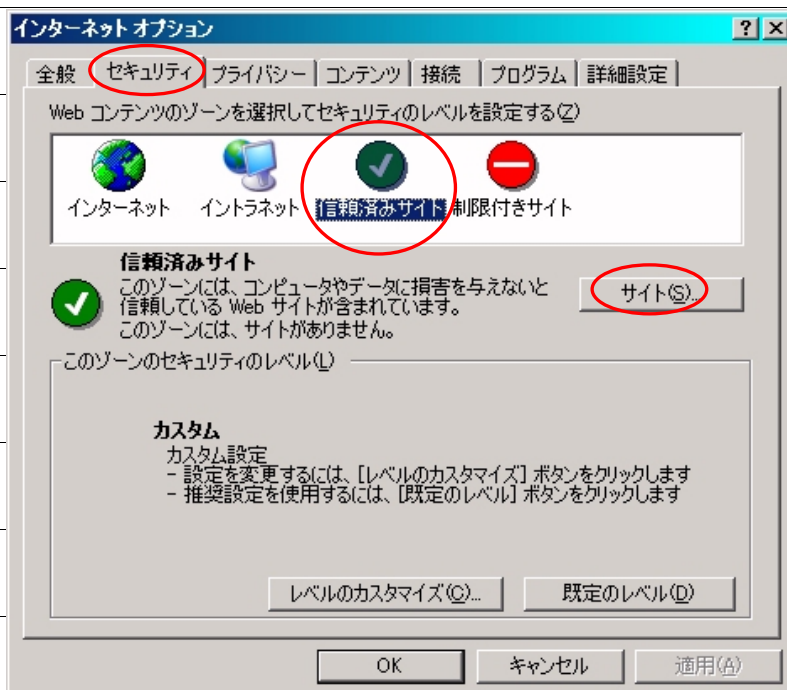 インターネット オプション
全般 セキュリティ プライバシー コンテンツ 接続 プログラム 詳細設定
Web コンテンツのゾーンを選択してセキュリティのレベルを設定する(Z)
インターネット イントラネット 信頼済みサイト 制限付きサイト
信頼済みサイト
このゾーンには、コンピュータやデータに損害を与えないと
信頼している Web サイトが含まれています。
このゾーンには、サイトがありません。
サイト(S)...
このゾーンのセキュリティのレベル(L)
カスタム
カスタム設定
- 設定を変更するには、[レベルのカスタマイズ] ボタンをクリックします
- 推奨設定を使用するには、[既定のレベル] ボタンをクリックします
レベルのカスタマイズ(C)... 既定のレベル(D)
OK キャンセル 適用(A)